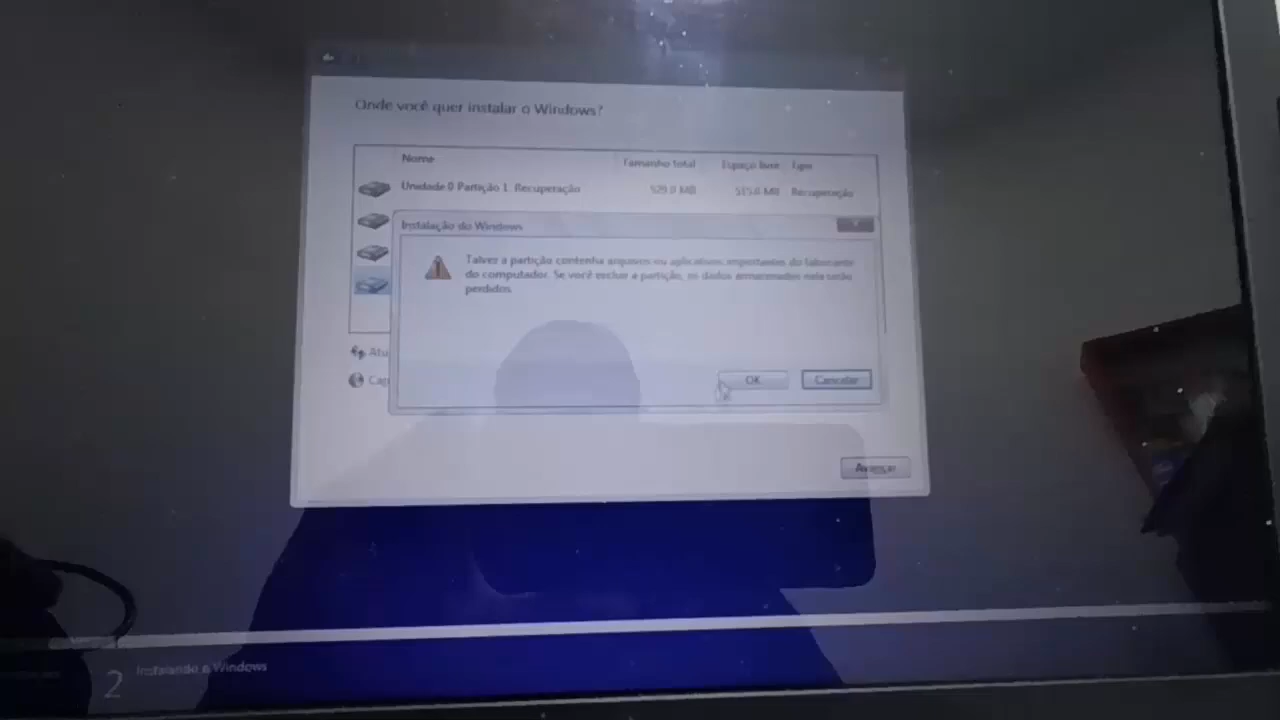 Onde você quer instalar o Windows?
Nome Tamanho total Espaço livre Tipo
Unidade 0 Partição 1: Recuperação 529.0 MB 515.0 MB Recuperação
Instalação do Windows
Talvez a partição contenha arquivos ou aplicativos importantes do fabricante
do computador. Se você excluir a partição, os dados armazenados nela serão
perdidos.
OK Cancelar
Atu
Avançar
2 Instalando o Windows